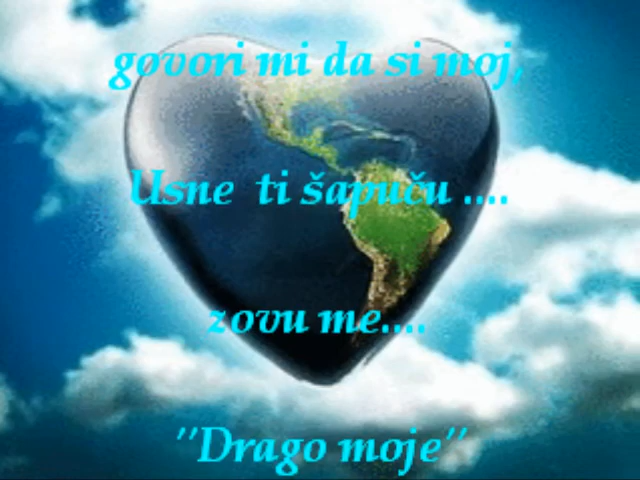 govori mi da si moj,
Usne ti šapuču ....
zovu me....
"Drago moje"